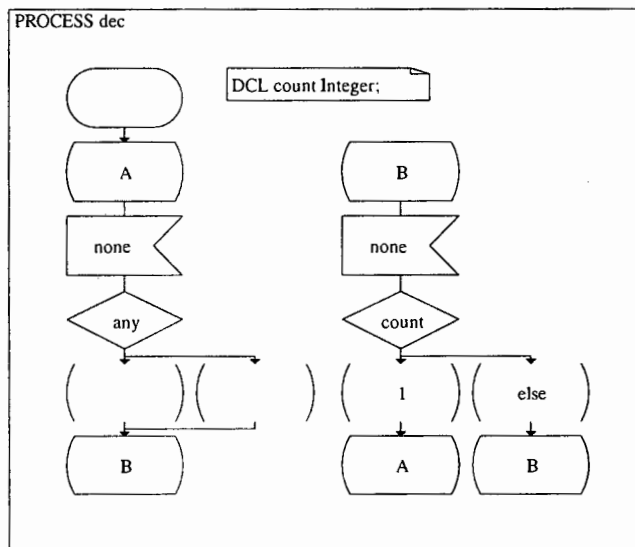 PROCESS dec
DCL count Integer;
A
B
none
none
any
count
1
else
B
A
B